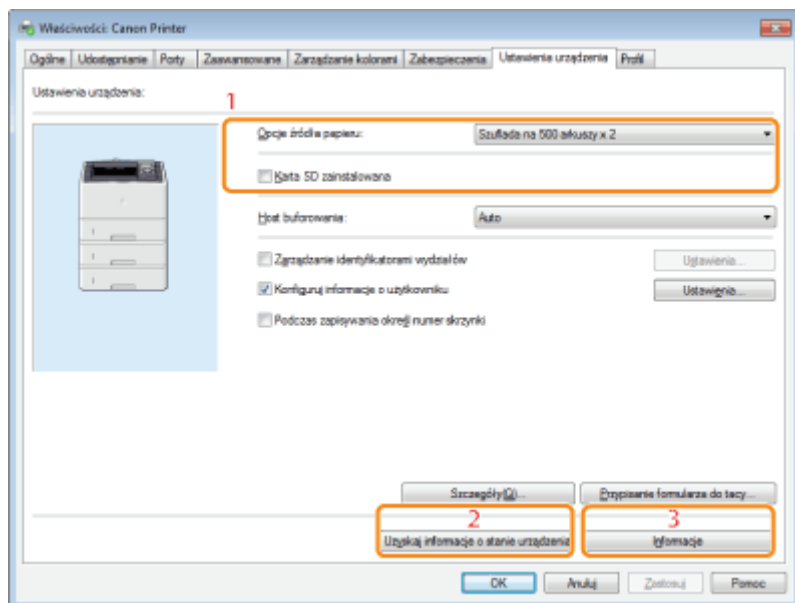 Właściwości: Canon Printer
Ogólne Udostępnianie Porty Zaawansowane Zarządzanie kolorami Zabezpieczenia Ustawienia urządzenia Profil
Ustawienia urządzenia:
1
Opcje źródła papieru: Szuflada na 500 arkuszy x 2
Karta SD zainstalowana
Host buforowania: Auto
Zarządzanie identyfikatorami wydziałów Ustawienia...
Konfiguruj informacje o użytkowniku Ustawienia...
Podczas zapisywania określ numer skrzynki
Szczegóły(Q)... Przypisanie formularza do tacy...
2 3
Uzyskaj informacje o stanie urządzenia Informacje
OK Anuluj Zastosuj Pomoc